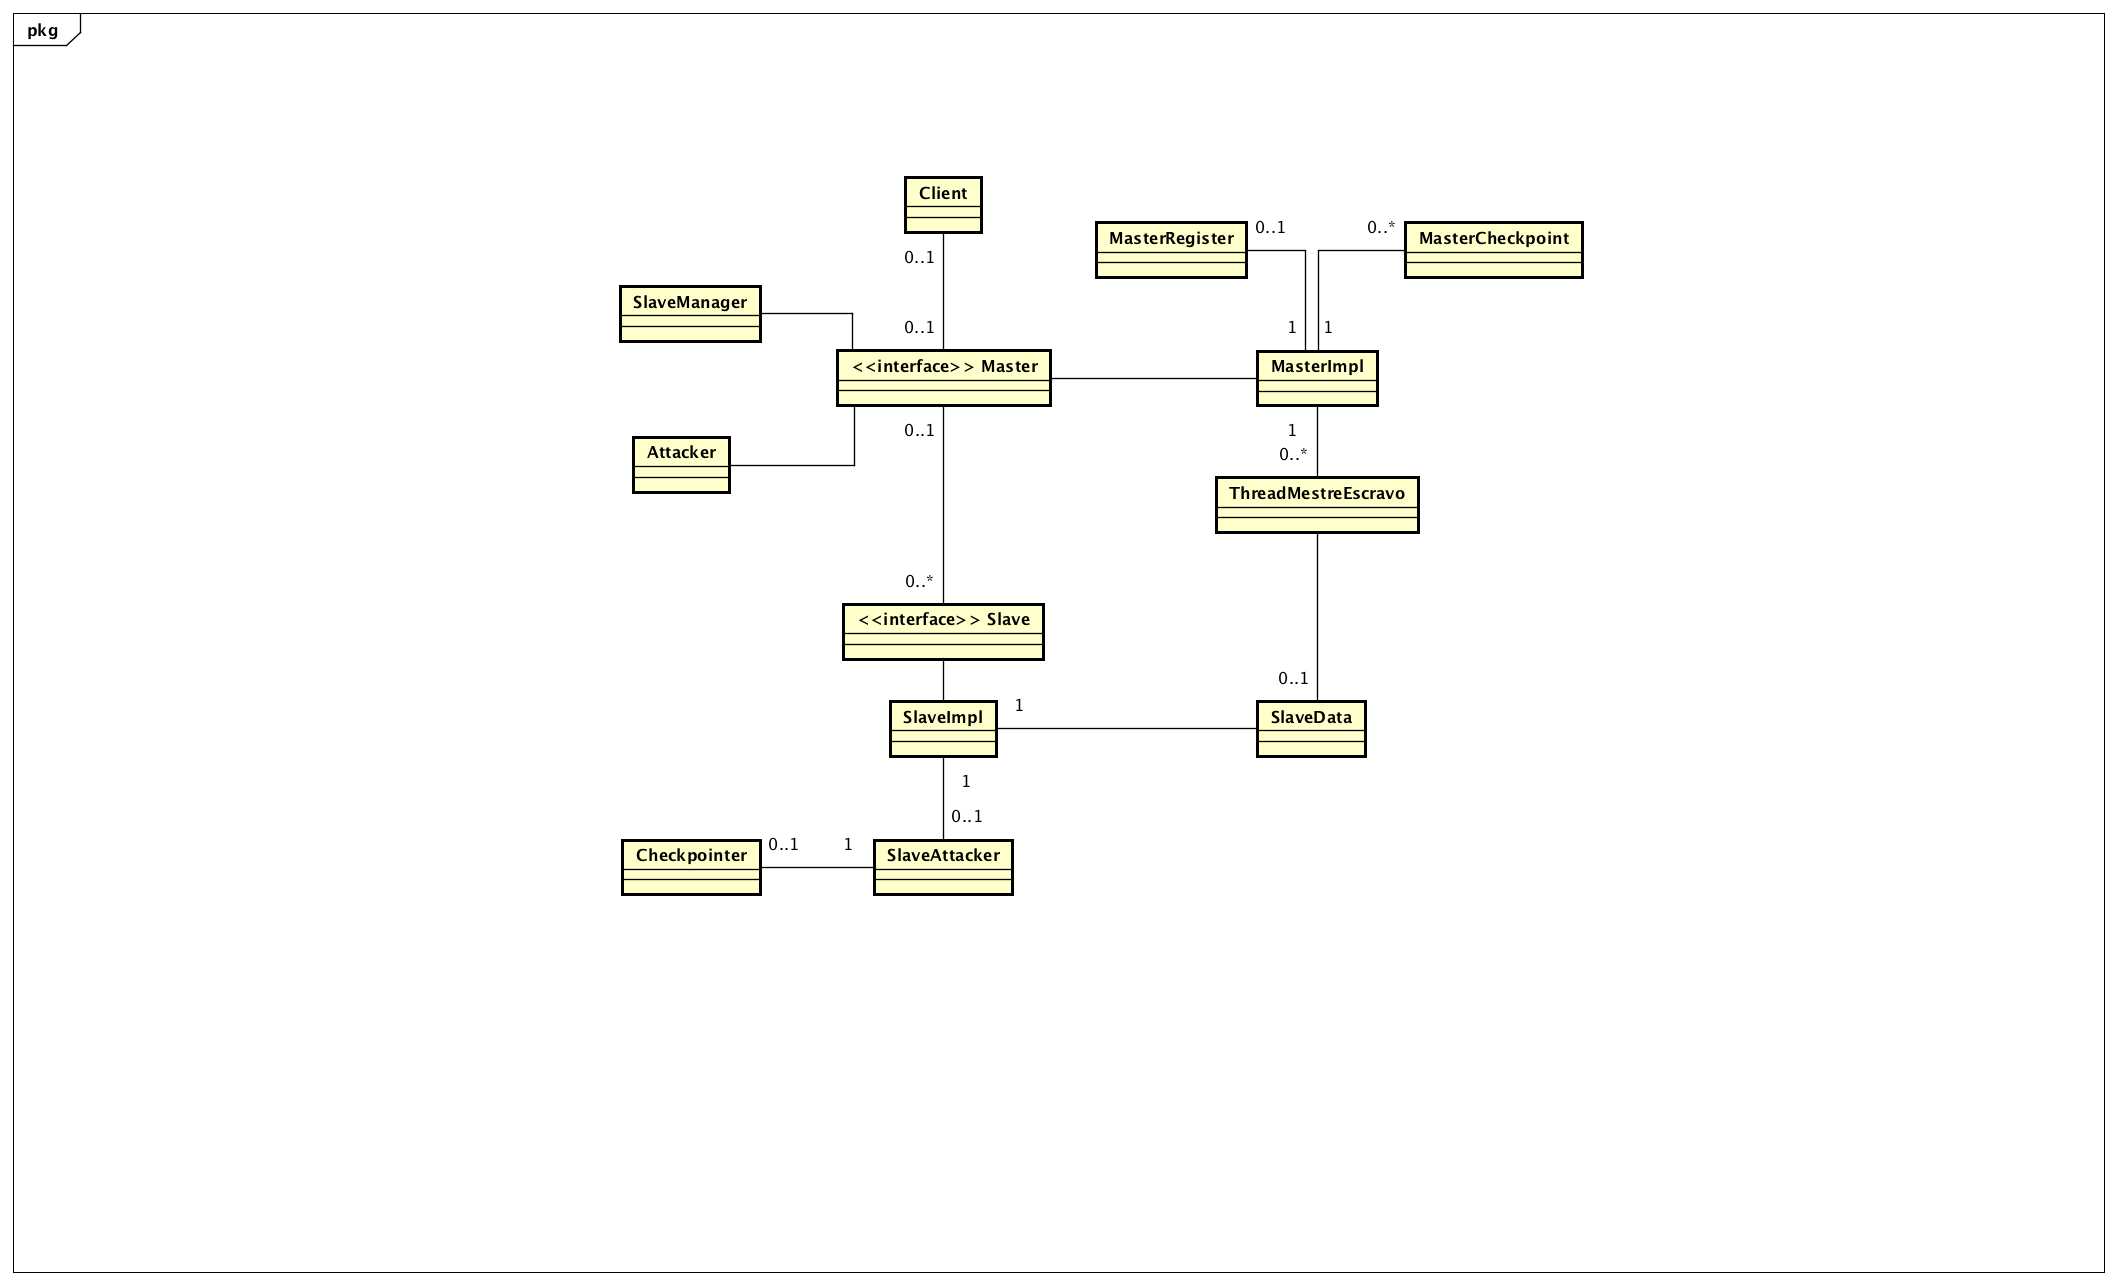 pkg
Client
MasterRegister
0..1
0..*
MasterCheckpoint
0..1
SlaveManager
0..1
1
1
<<interface>> Master
MasterImpl
0..1
1
Attacker
0..*
ThreadMestreEscravo
0..*
<<interface>> Slave
0..1
1
SlaveImpl
SlaveData
1
0..1
0..1
1
Checkpointer
SlaveAttacker